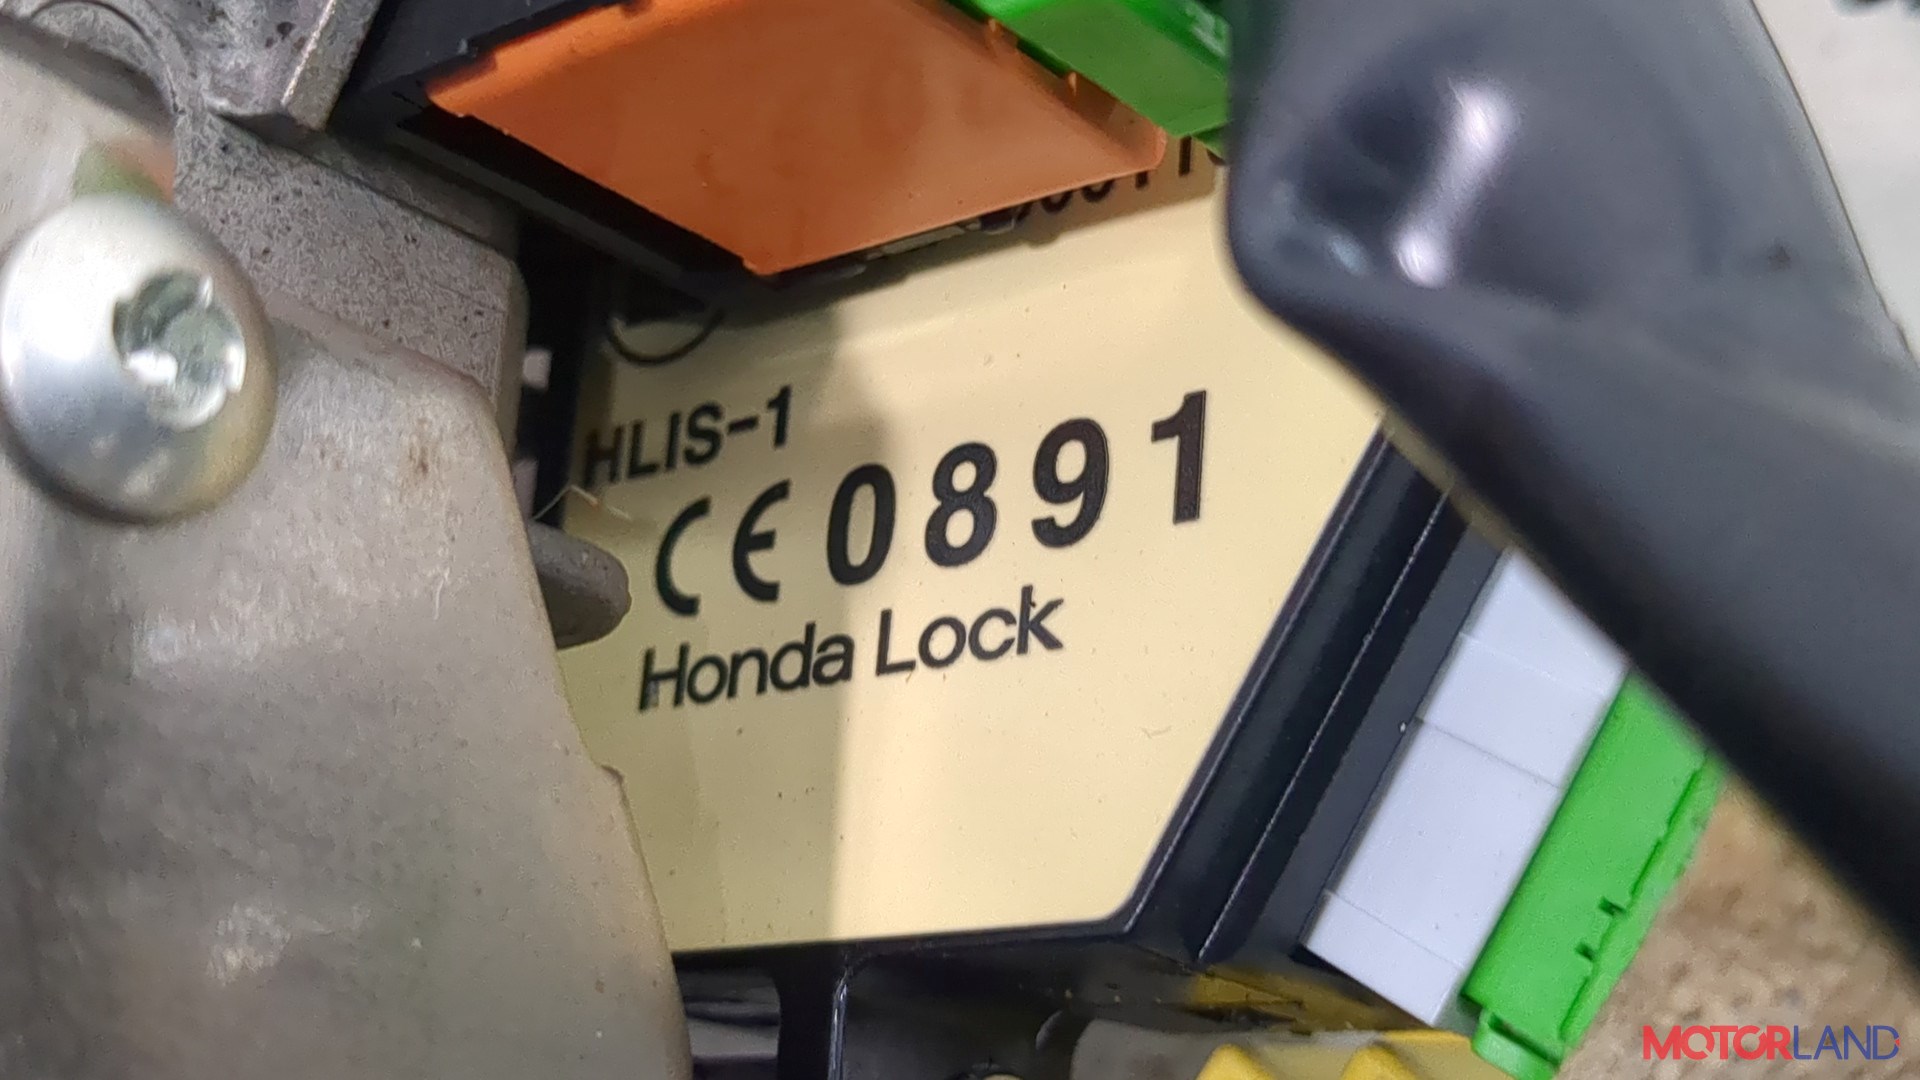 HLIS-1
CE 0891
Honda Lock
MOTORLAND